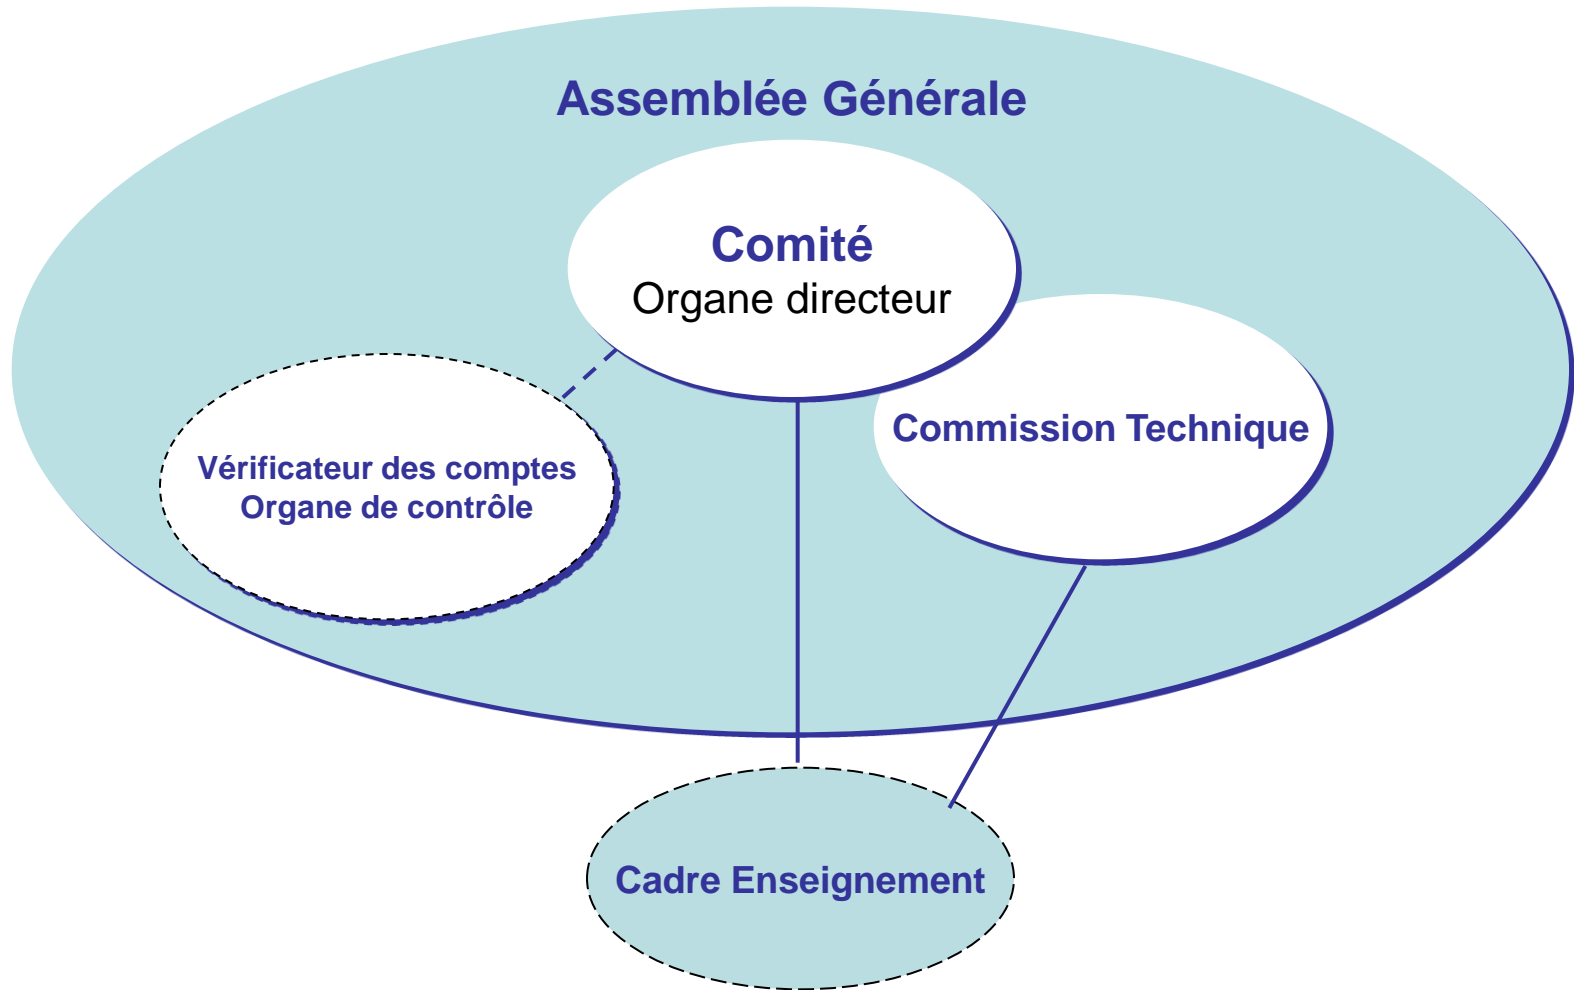 Assemblée Générale
Comité
Organe directeur
Commission Technique
Vérificateur des comptes
Organe de contrôle
Cadre Enseignement